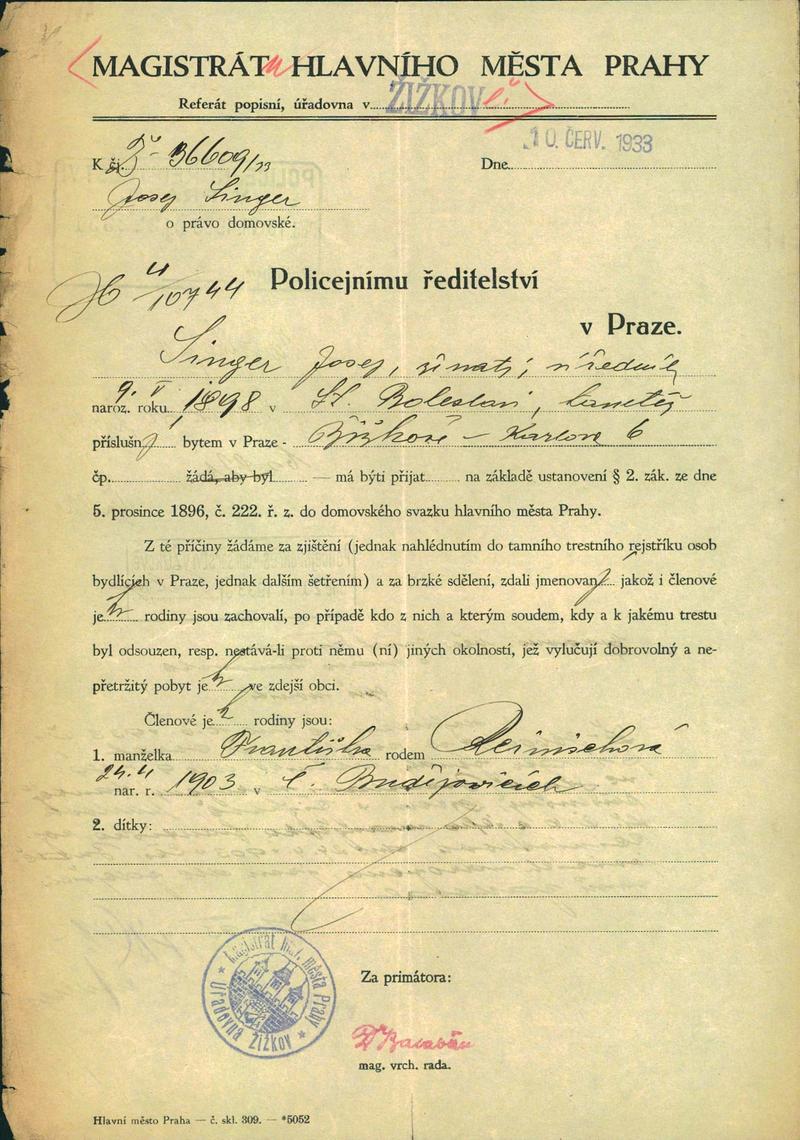 MAGISTRÁTu HLAVNÍHO MĚSTA PRAHY
Referát popisní, úřadovna v ŽIŽKOVě
K čj. Ž-36609/33
10. ČERV. 1933
Dne
Josef Singer
o právo domovské.
10744
Policejnímu ředitelství
v Praze.
Singer Josef, ženatý, úředník
9. V.
naroz. roku 1898 v St. Boleslavi,
příslušný bytem v Praze - Žižkově - Karlova 6
čp. žádá, aby byl — má býti přijat na základě ustanovení § 2. zák. ze dne
5. prosince 1896, č. 222. ř. z. do domovského svazku hlavního města Prahy.
Z té příčiny žádáme za zjištění (jednak nahlédnutím do tamního trestního rejstříku osob
bydlících v Praze, jednak dalším šetřením) a za brzké sdělení, zdali jmenovaný jakož i členové
jeho rodiny jsou zachovalí, po případě kdo z nich a kterým soudem, kdy a k jakému trestu
byl odsouzen, resp. nestává-li proti němu (ní) jiných okolností, jež vylučují dobrovolný a ne-
přetržitý pobyt jeho ve zdejší obci.
Členové jeho rodiny jsou:
1. manželka Františka rodem
nar. r. 1903 v Č. Budějovicích
2. dítky:
Magistrát hlav. města Prahy
Úřadovna ŽIŽKOV
Za primátora:
mag. vrch. rada.
Hlavní město Praha — č. skl. 309. — *5052